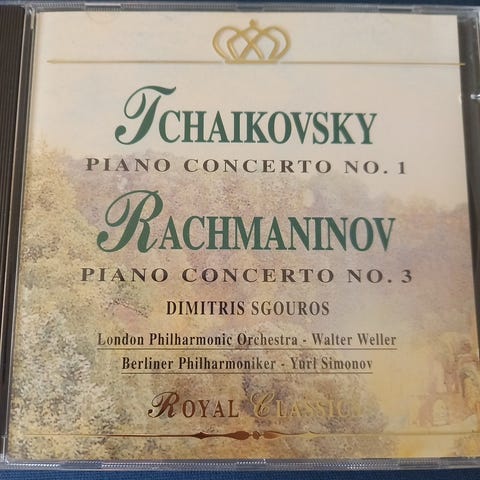 TCHAIKOVSKY
PIANO CONCERTO NO. 1
RACHMANINOV
PIANO CONCERTO NO. 3
DIMITRIS SGOUROS
London Philharmonic Orchestra - Walter Weller
Berliner Philharmoniker - Yuri Simonov
ROYAL CLASSICS